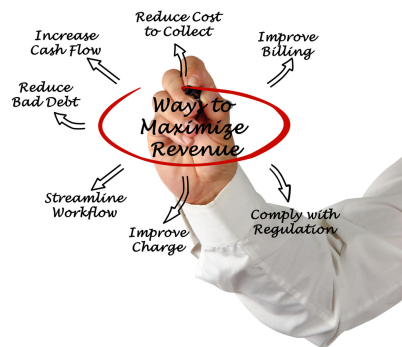 Reduce Cost
to Collect
Increase
Cash Flow
Improve
Billing
Reduce
Bad Debt
Ways to
Maximize
Revenue
Streamline
Workflow
Improve
Charge
Comply with
Regulation